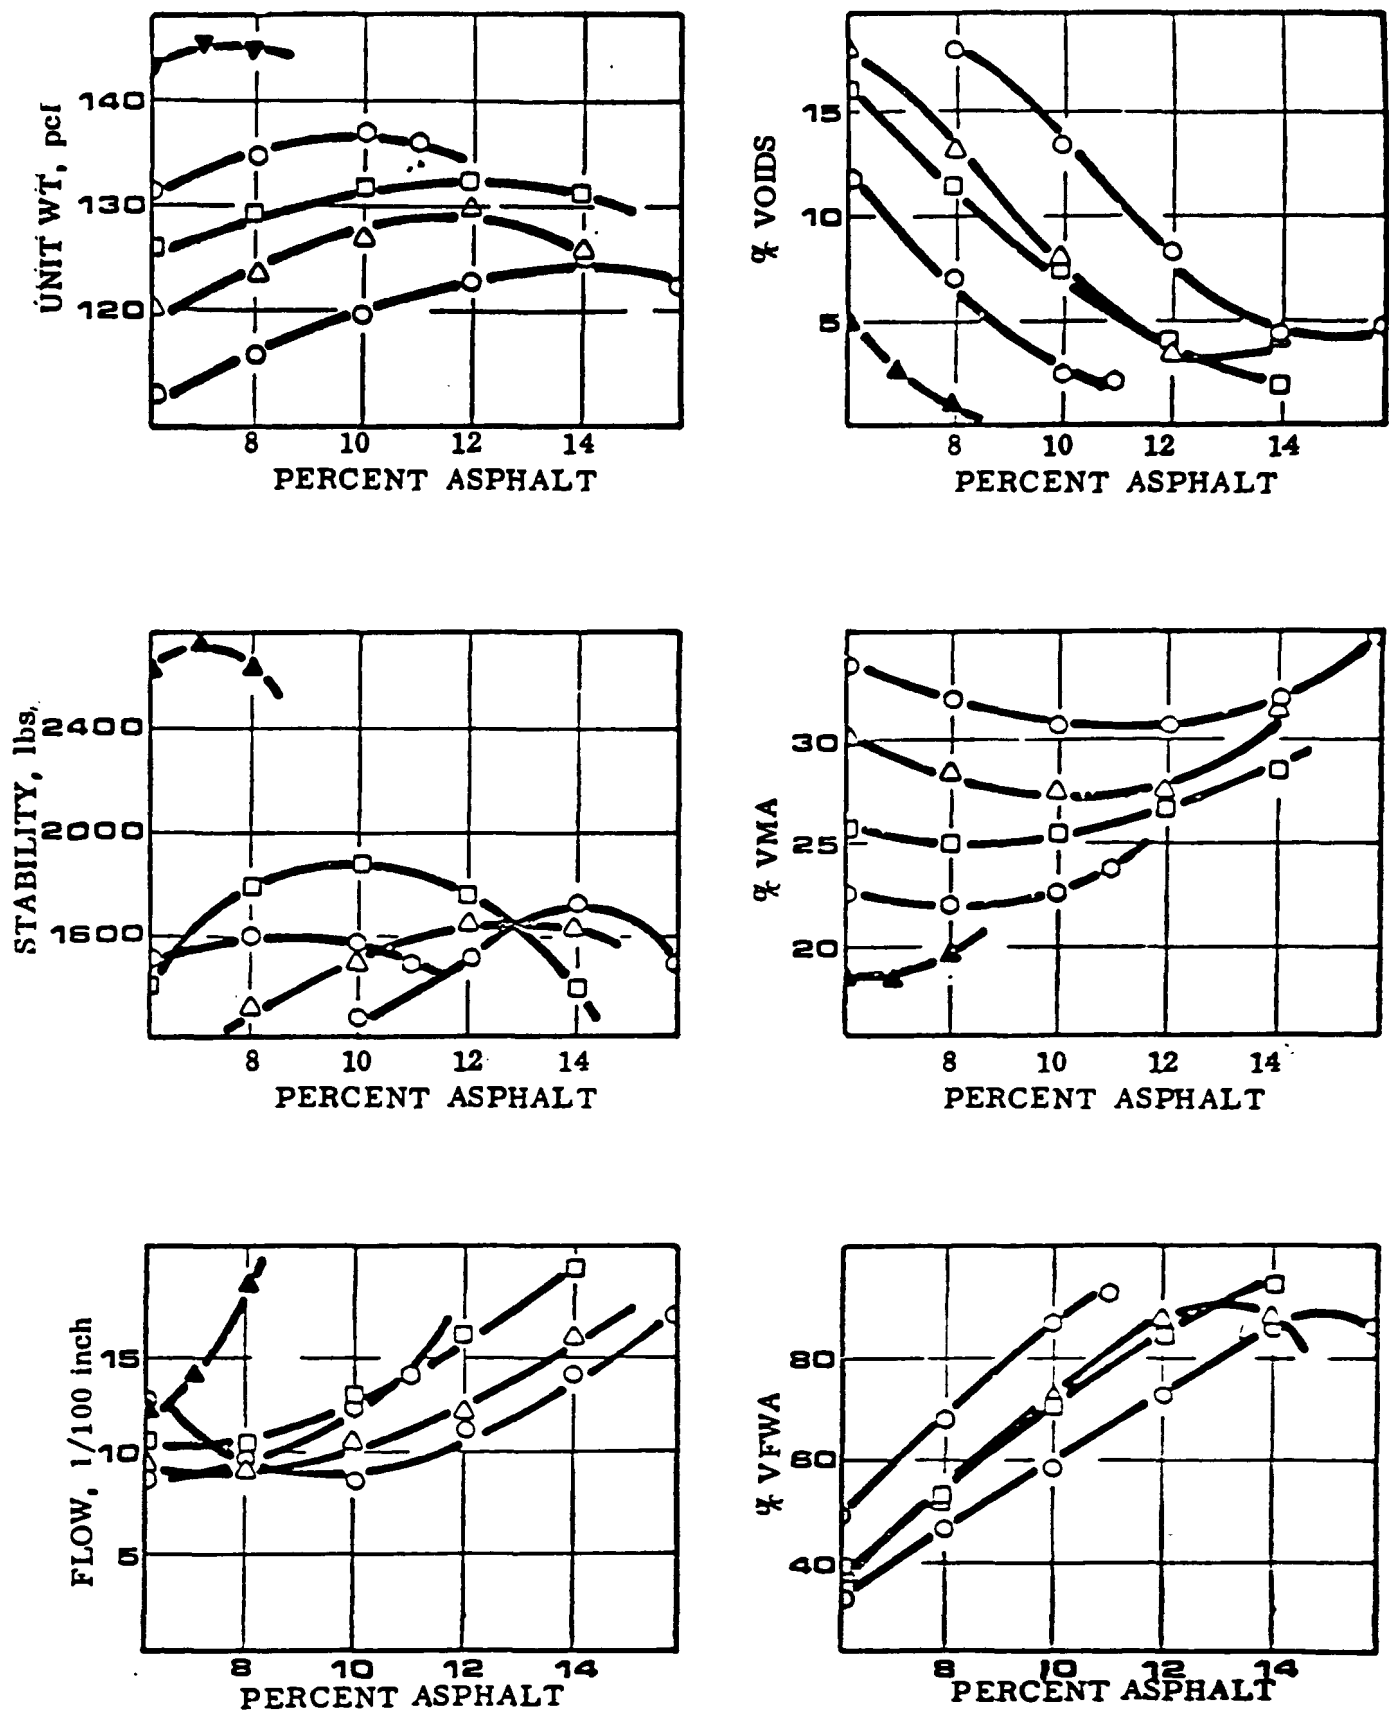 UNIT WT, pcf
140
130
120
8 10 12 14
PERCENT ASPHALT
% VOIDS
15
10
5
8 10 12 14
PERCENT ASPHALT
STABILITY, lbs.
2400
2000
1600
8 10 12 14
PERCENT ASPHALT
% VMA
30
25
20
8 10 12 14
PERCENT ASPHALT
FLOW, 1/100 inch
15
10
5
8 10 12 14
PERCENT ASPHALT
% VFWA
80
60
40
8 10 12 14
PERCENT ASPHALT